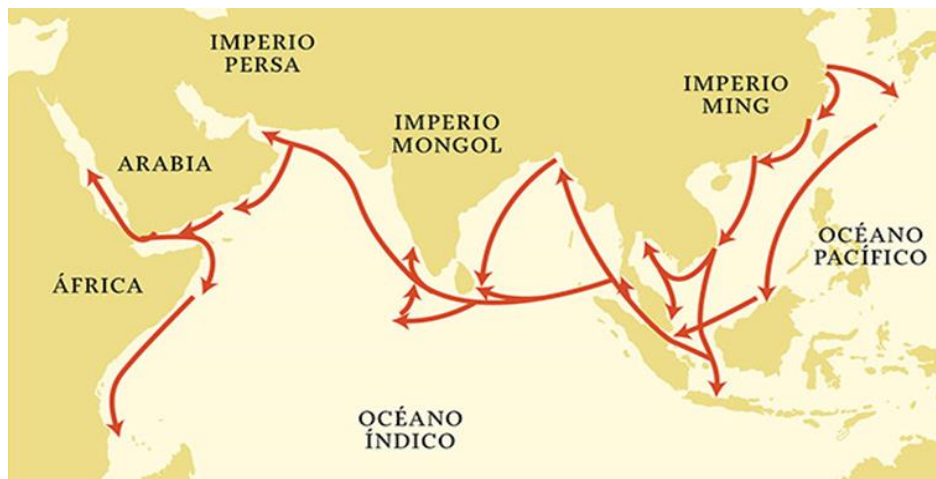 IMPERIO
PERSA
IMPERIO
MING
IMPERIO
MONGOL
ARABIA
OCÉANO
PACÍFICO
ÁFRICA
OCÉANO
ÍNDICO